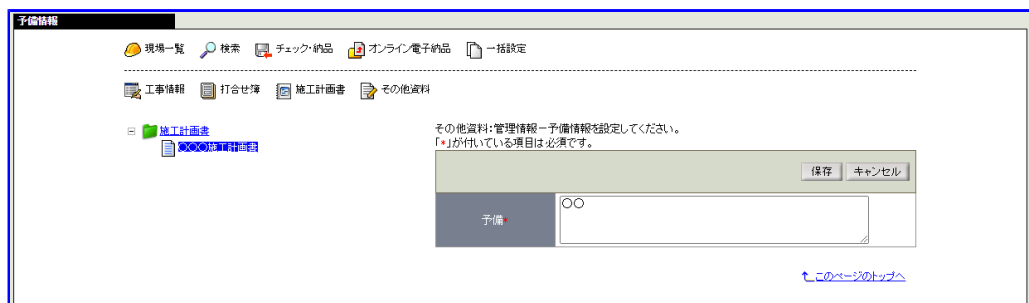 予備情報
現場一覧 検索 チェック・納品 オンライン電子納品 一括設定
工事情報 打合せ簿 施工計画書 その他資料
施工計画書
〇〇〇施工計画書
その他資料:管理情報-予備情報を設定してください。
「*」が付いている項目は必須です。
保存 キャンセル
予備*
〇〇
このページのトップへ